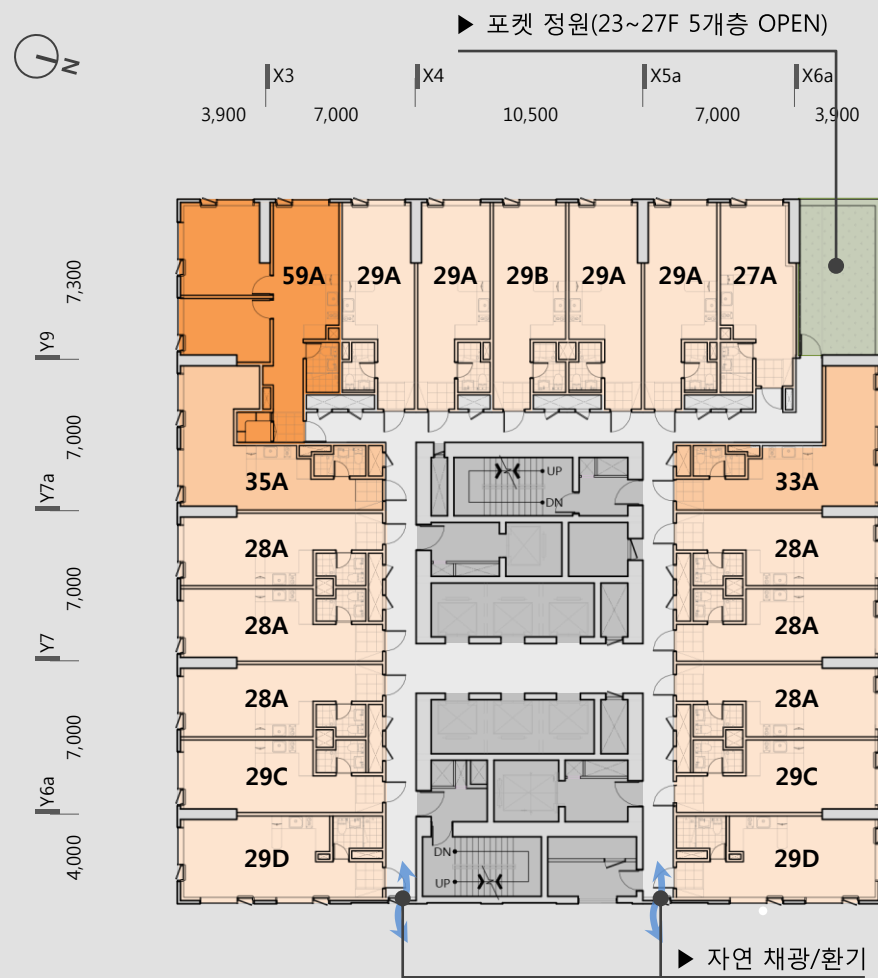 ▶ 포켓 정원(23~27F 5개층 OPEN)
N
X3
X4
X5a
X6a
3,900
7,000
10,500
7,000
3,900
7,300
Y9
7,000
Y7a
7,000
Y7
7,000
Y6a
4,000
59A
29A
29A
29B
29A
29A
27A
35A
UP
DN
33A
28A
28A
28A
28A
28A
28A
29C
29C
29D
DN
UP
29D
▶ 자연 채광/환기